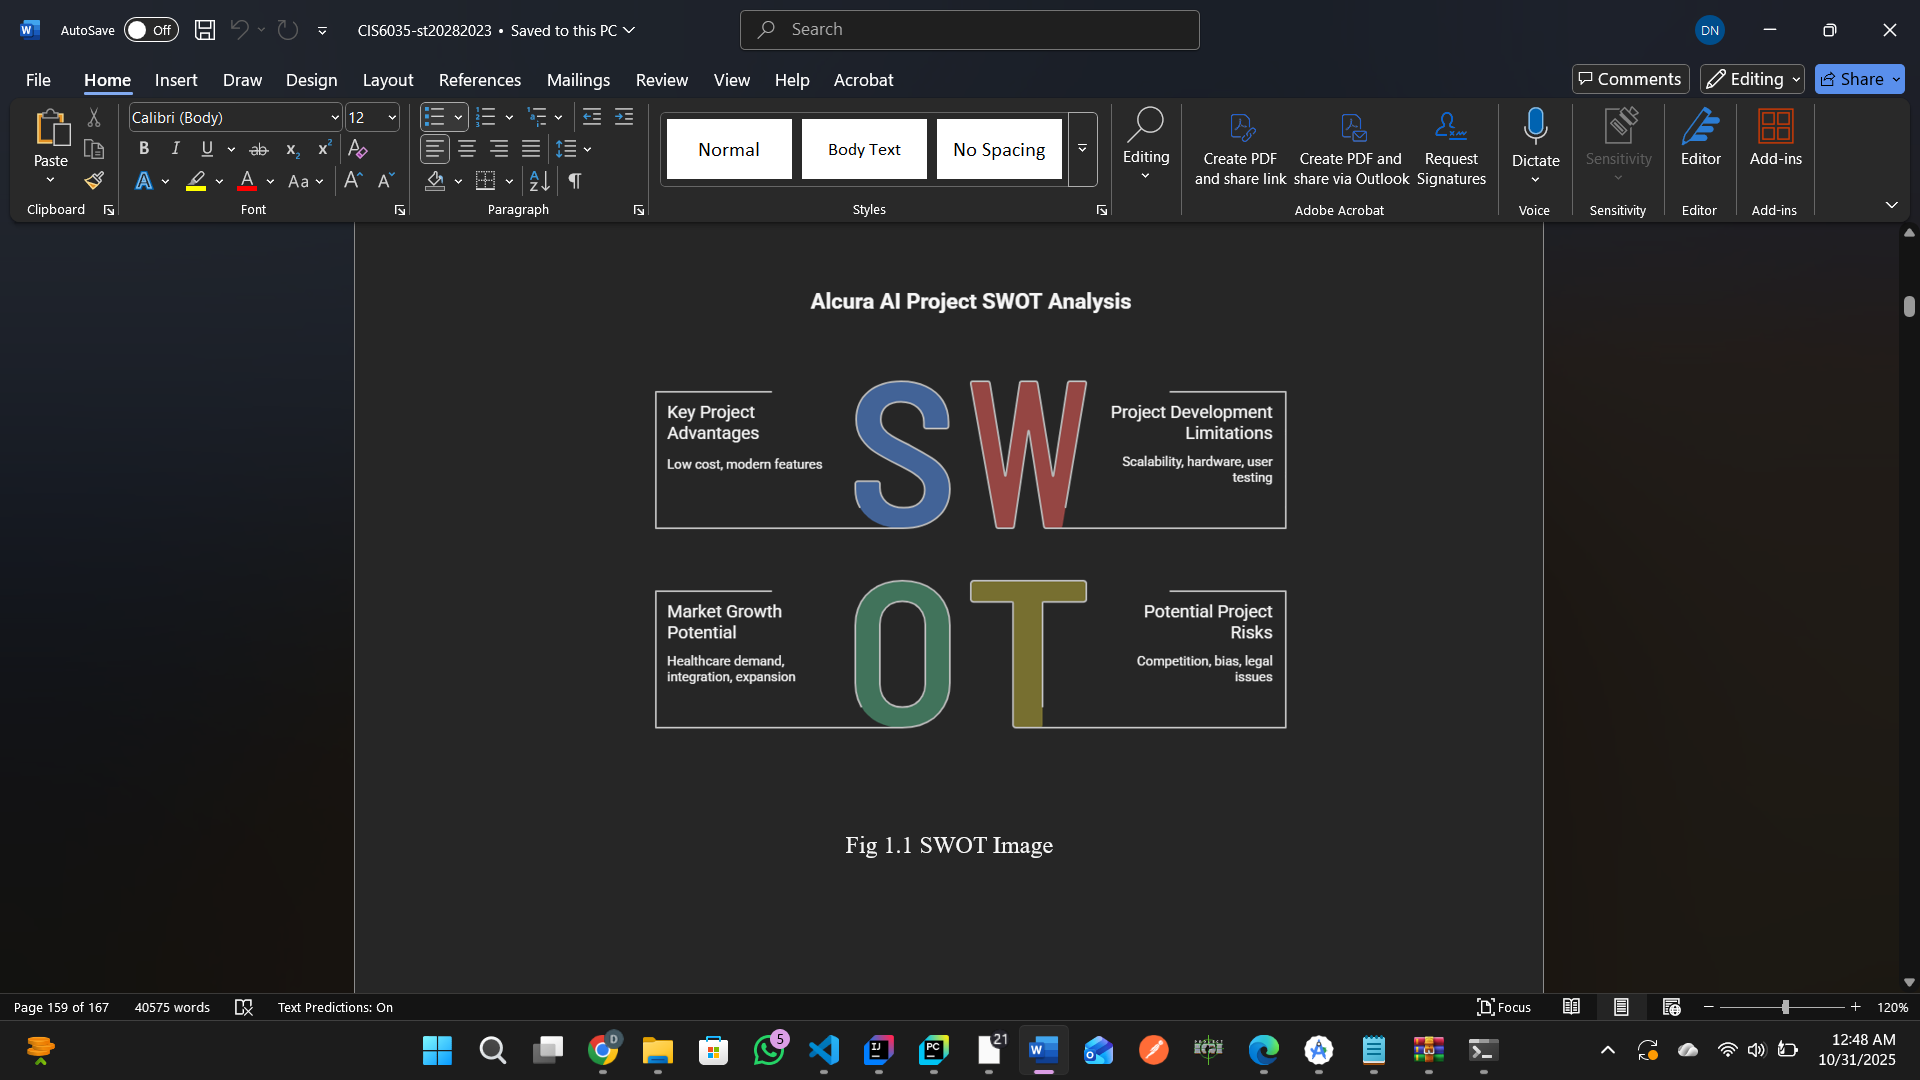 AutoSave Off CIS6035-st20282023 • Saved to this PC Search DN
File Home Insert Draw Design Layout References Mailings Review View Help Acrobat Comments Editing Share
Calibri (Body) 12
Paste
Normal Body Text No Spacing
Editing
Create PDF and share link
Create PDF and share via Outlook
Request Signatures
Dictate
Sensitivity
Editor
Add-ins
Clipboard Font Paragraph Styles Adobe Acrobat Voice Sensitivity Editor Add-ins
Alcura AI Project SWOT Analysis
S W
Key Project
Advantages
Low cost, modern features
Project Development
Limitations
Scalability, hardware, user
testing
O T
Market Growth
Potential
Healthcare demand,
integration, expansion
Potential Project
Risks
Competition, bias, legal
issues
Fig 1.1 SWOT Image
Page 159 of 167 40575 words Text Predictions: On Focus 120%
D 5 21
12:48 AM
10/31/2025